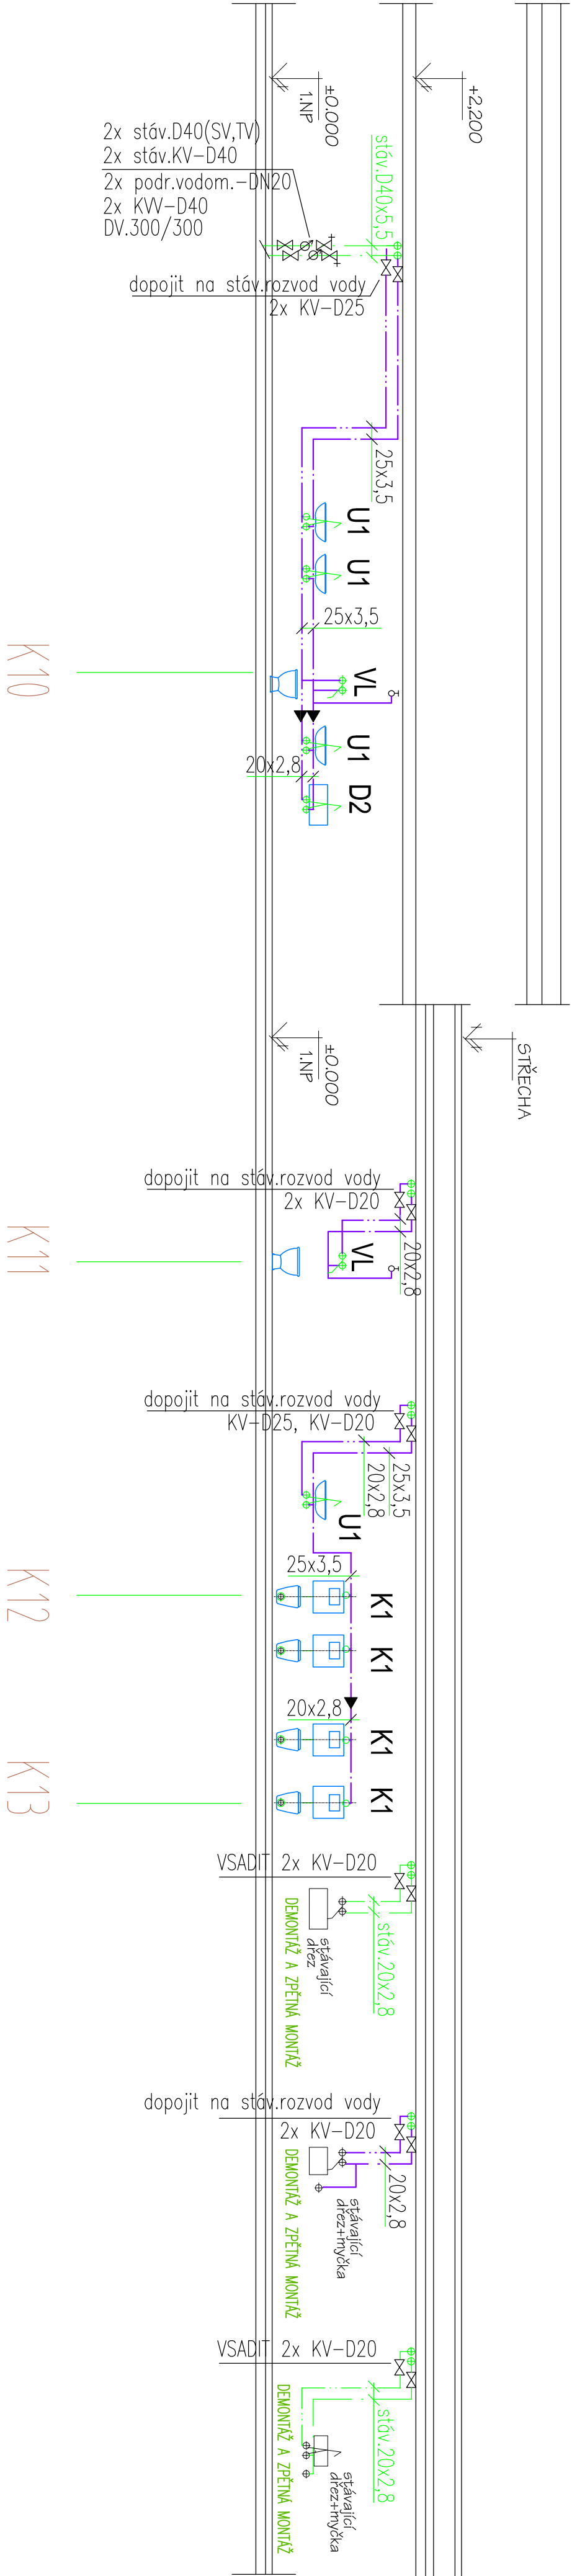 +2,200
±0.000
1.NP
2x stáv.D40(SV,TV)
2x stáv.KV-D40
2x podr.vodom.-DN20
2x KVV-D40
DV.300/300
stáv.D40x5,5
dopojit na stáv.rozvod vody
2x KV-D25
25x3,5
U1
U1
25x3,5
VL
K10
U1
20x2,8
D2
±0.000
1.NP
STŘECHA
dopojit na stáv.rozvod vody
2x KV-D20
20x2,8
VL
K11
dopojit na stáv.rozvod vody
KV-D25, KV-D20
25x3,5
20x2,8
U1
25x3,5
K1
K12
K1
20x2,8
K1
K1
K13
VSADIT 2x KV-D20
stáv.20x2,8
stávající
dřez
DEMONTÁŽ A ZPĚTNÁ MONTÁŽ
dopojit na stáv.rozvod vody
2x KV-D20
20x2,8
stávající
dřez+myčka
DEMONTÁŽ A ZPĚTNÁ MONTÁŽ
VSADIT 2x KV-D20
stáv.20x2,8
stávající
dřez+myčka
DEMONTÁŽ A ZPĚTNÁ MONTÁŽ